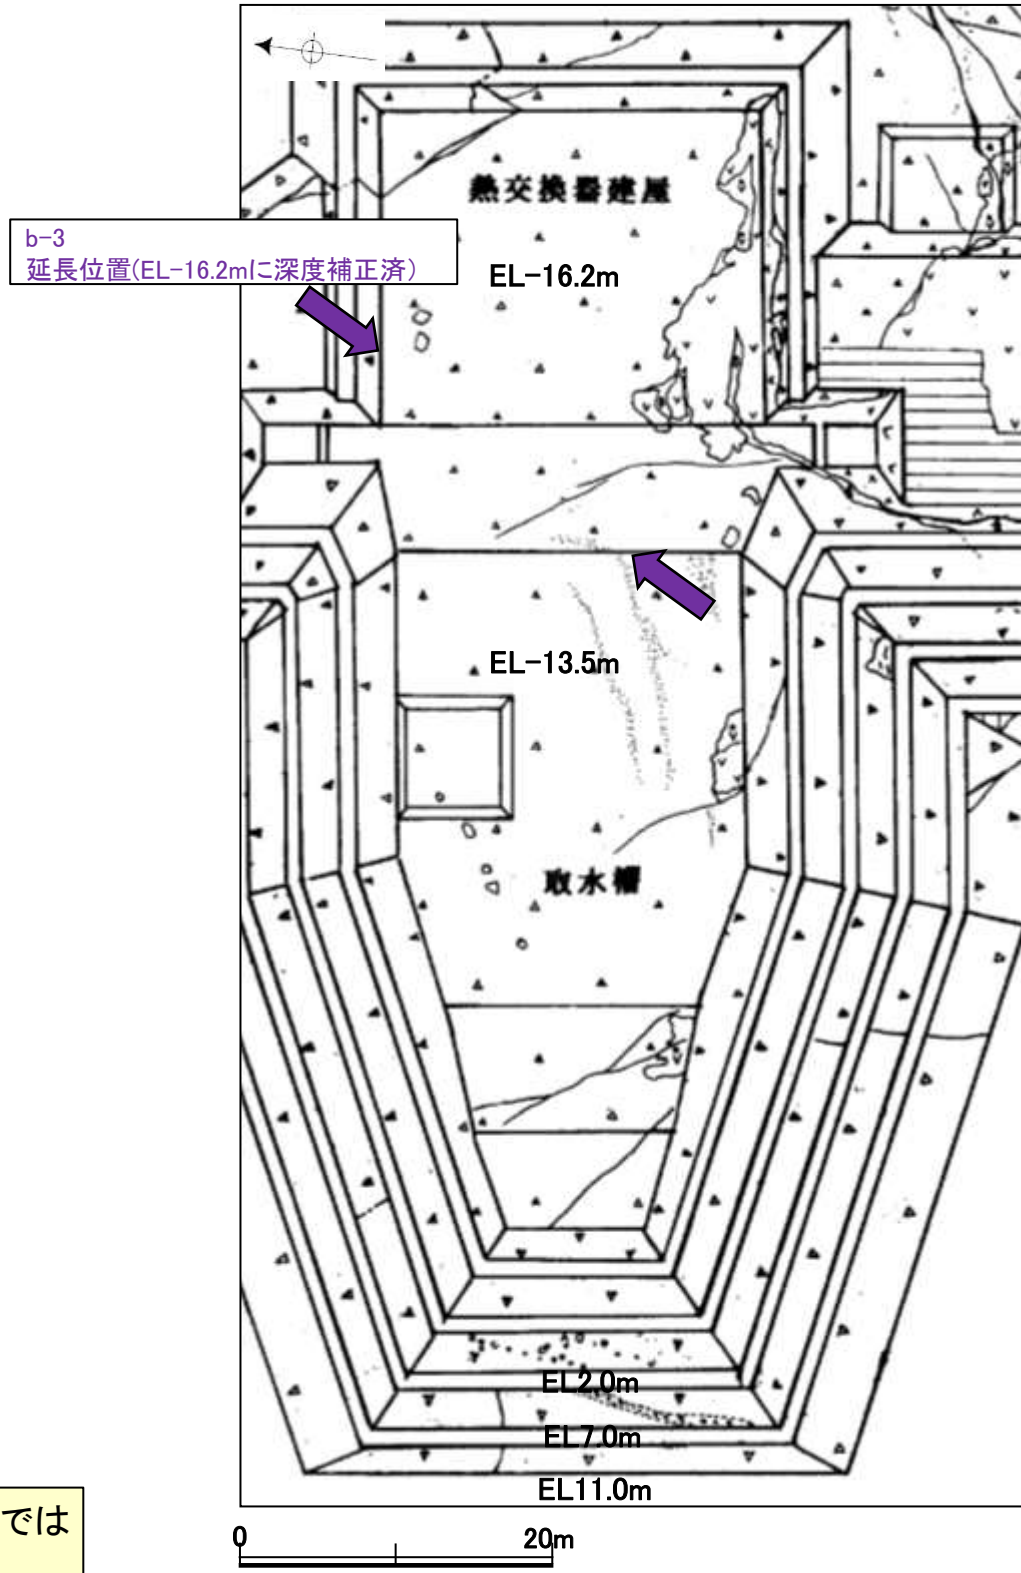 熱交換器建屋
b-3
延長位置(EL-16.2mに深度補正済)
EL-16.2m
EL-13.5m
取水槽
EL2.0m
EL7.0m
EL11.0m
では
0 20m